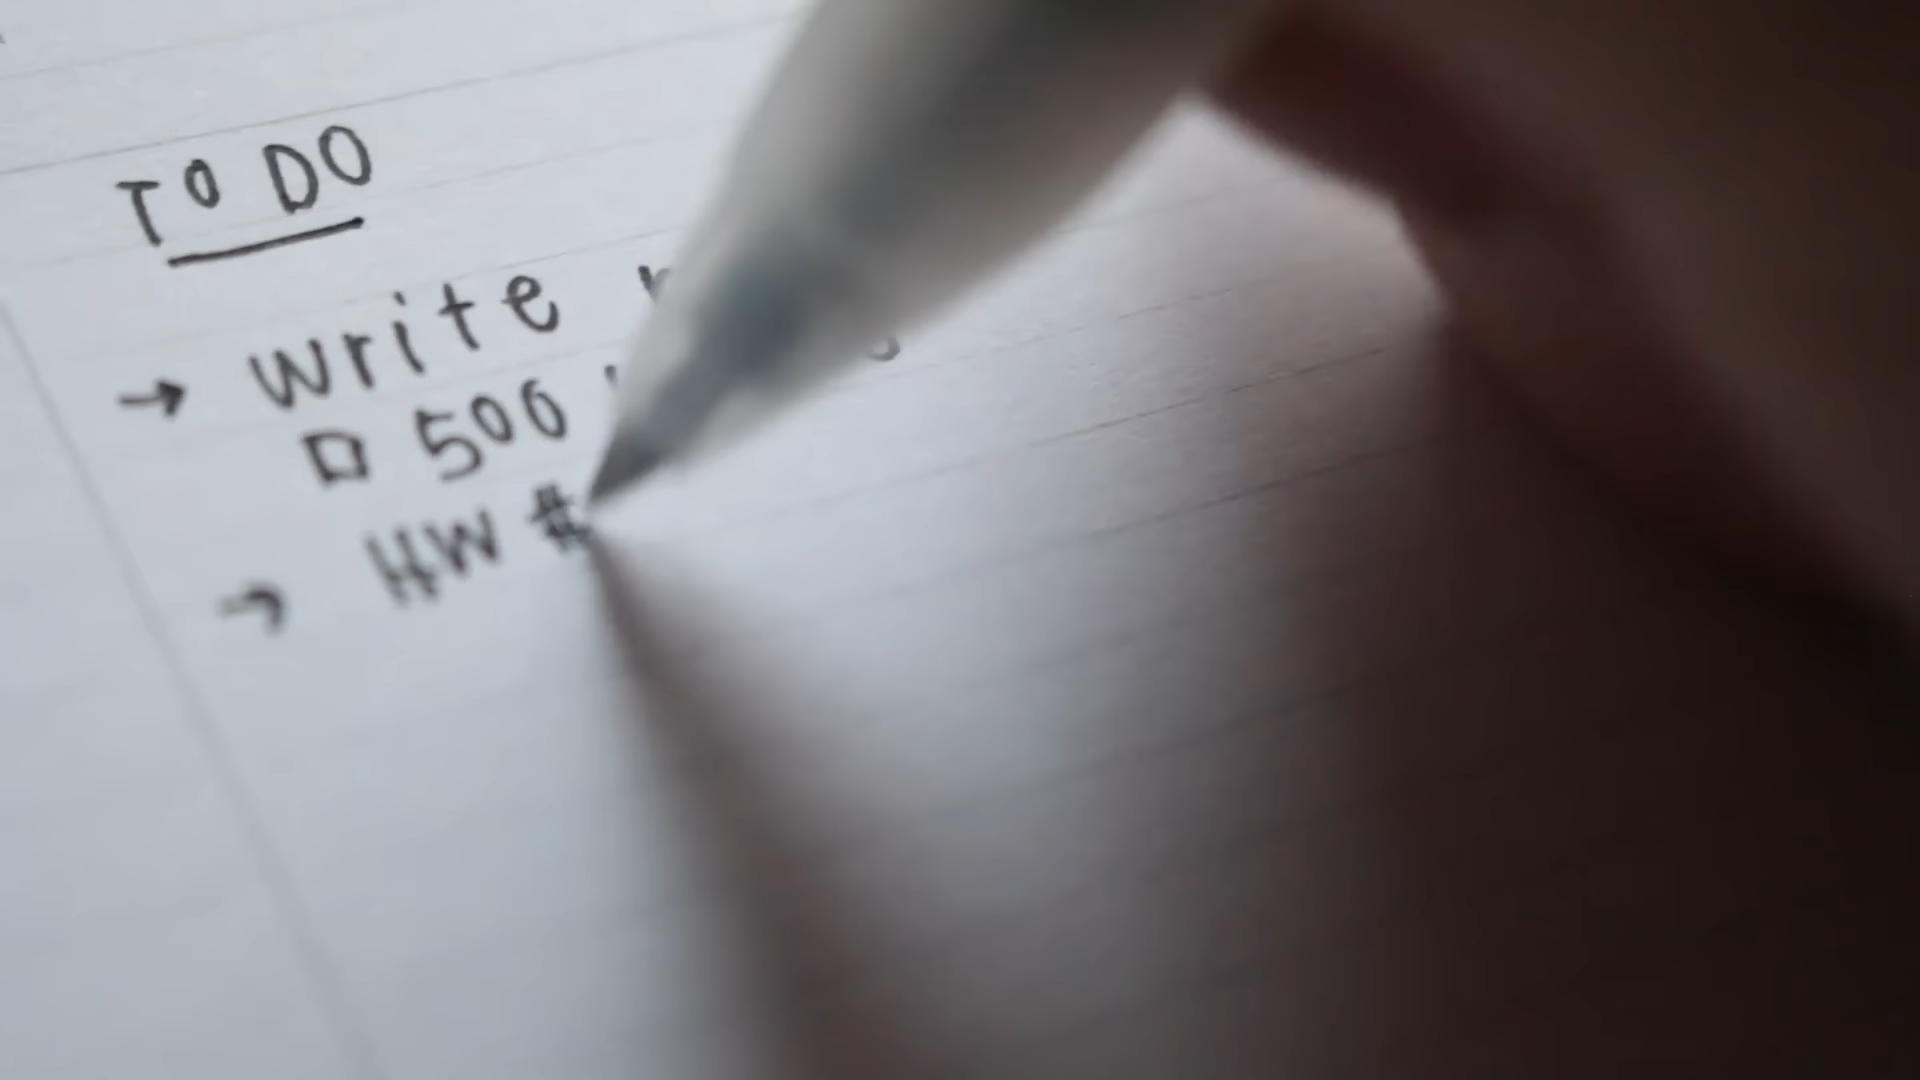 TO DO
→ write
□ 500
→ HW #